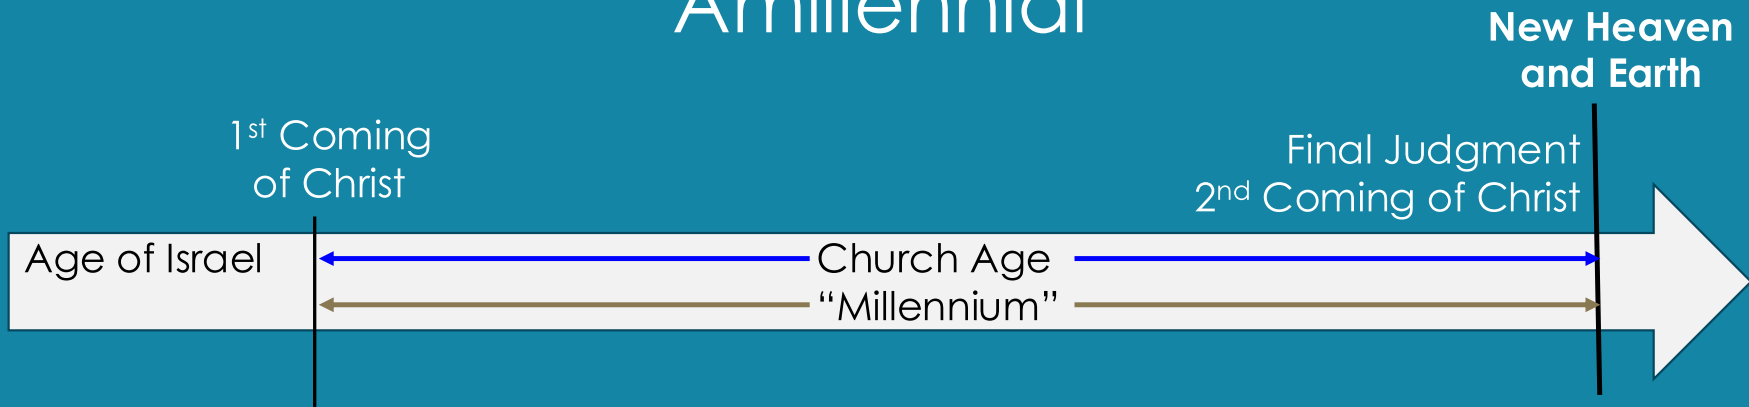 Amillennial
New Heaven
and Earth
1st Coming
of Christ
Final Judgment
2nd Coming of Christ
Age of Israel
Church Age
“Millennium”